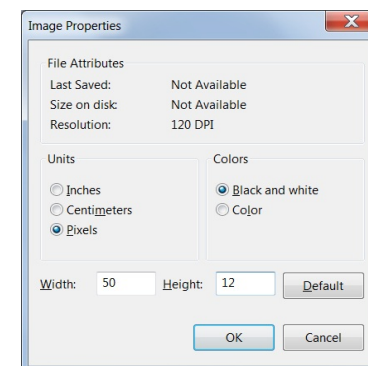 Image Properties
File Attributes
Last Saved: Not Available
Size on disk: Not Available
Resolution: 120 DPI
Units
Colors
Inches
Black and white
Centimeters
Color
Pixels
Width: 50 Height: 12 Default
OK Cancel